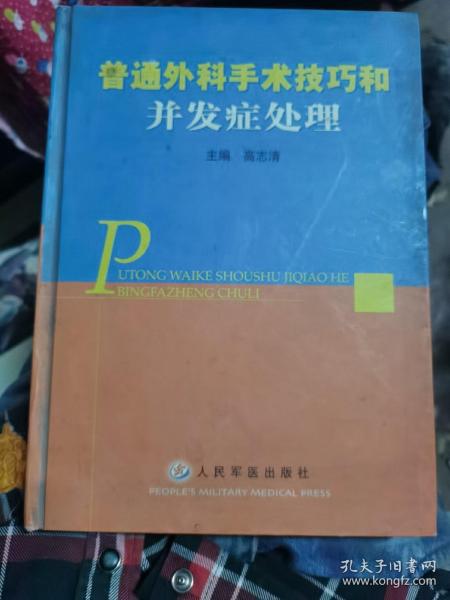 普通外科手术技巧和
并发症处理
主编 高志清
PUTONG WAIKE SHOUSHU JIQIAO HE
BINGFAZHENG CHULI
人民军医出版社
PEOPLE'S MILITARY MEDICAL PRESS
孔夫子旧书网
www.kongfz.com